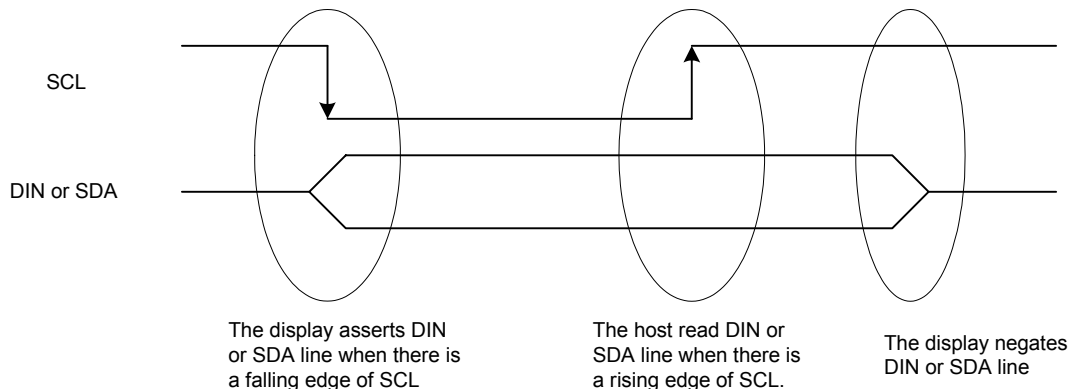 SCL
DIN or SDA
The display asserts DIN
or SDA line when there is
a falling edge of SCL
The host read DIN or
SDA line when there is
a rising edge of SCL.
The display negates
DIN or SDA line